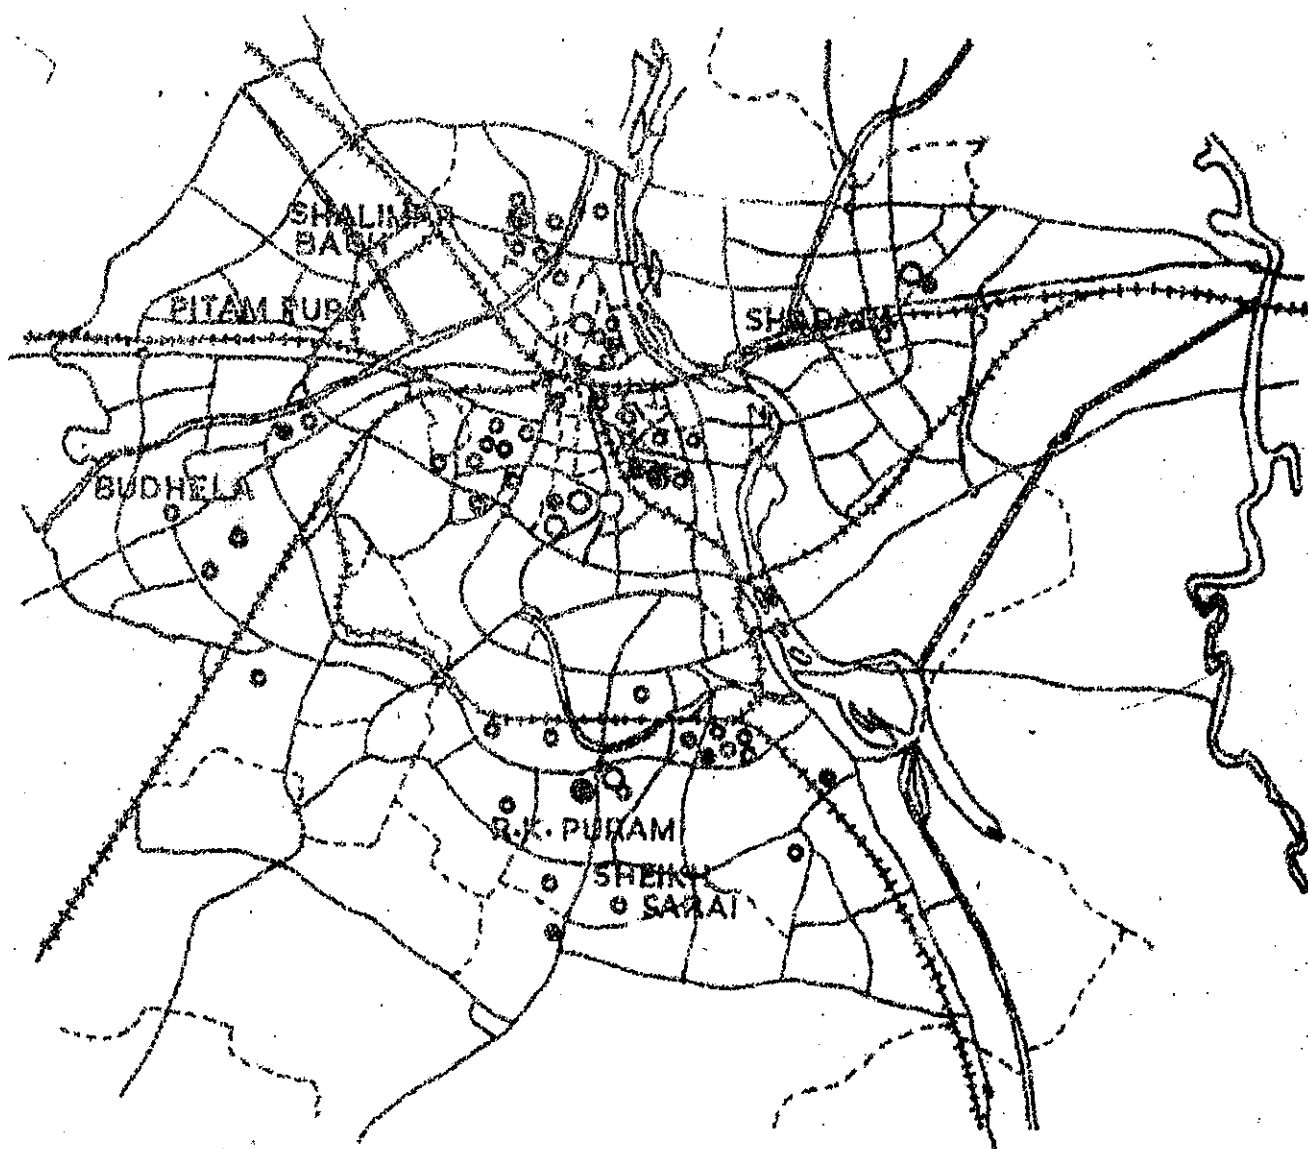 SHALIMAR
BAGH
PITAM PURA
SHADARA
BUDHELA
R.K. PURAM
SHEIKH
SARAI